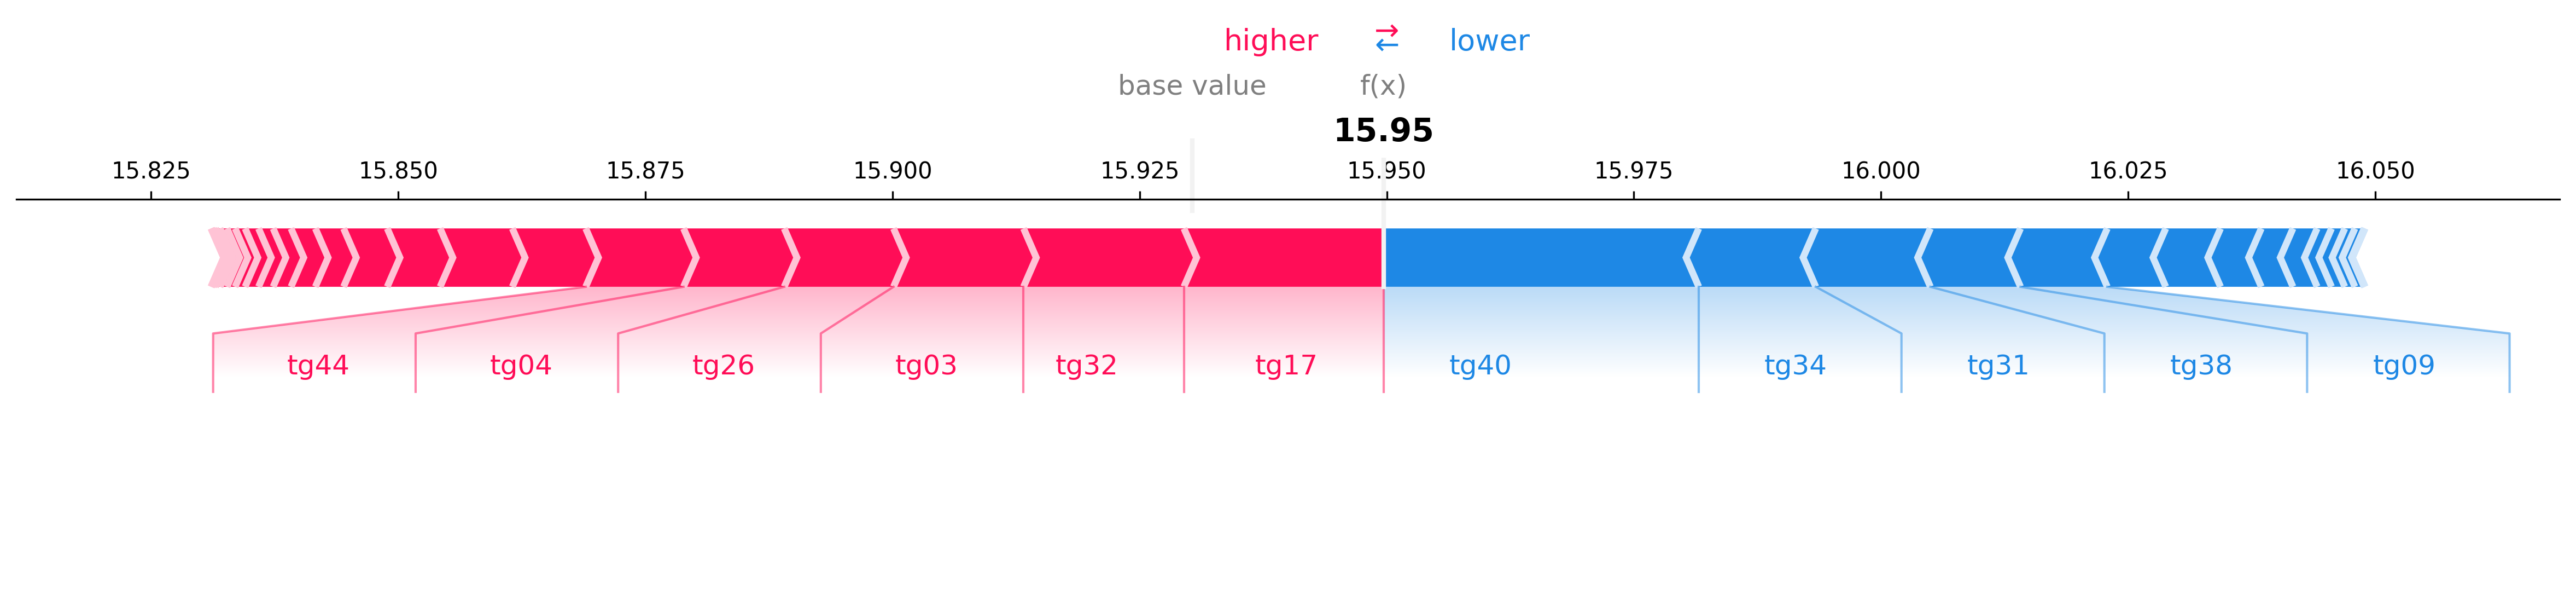 higher ⇄ lower
base value f(x)
15.95
15.825 15.850 15.875 15.900 15.925 15.950 15.975 16.000 16.025 16.050
tg44 tg04 tg26 tg03 tg32 tg17 tg40 tg34 tg31 tg38 tg09